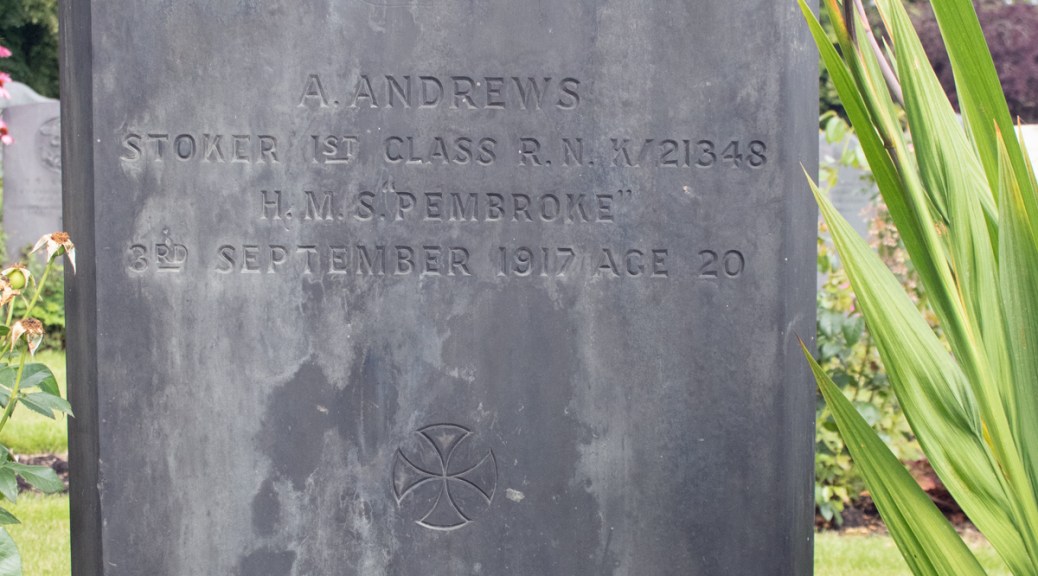 A. ANDREWS
STOKER 1ST CLASS R.N. K/21348
H.M.S. "PEMBROKE"
3RD SEPTEMBER 1917 AGE 20